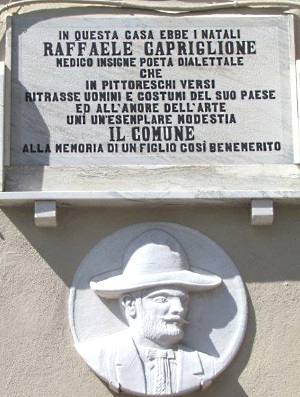 IN QUESTA CASA EBBE I NATALI
RAFFAELE CAPRIGLIONE
MEDICO INSIGNE POETA DIALETTALE
CHE
IN PITTORESCHI VERSI
RITRASSE UOMINI E COSTUMI DEL SUO PAESE
ED ALL'AMORE DELL'ARTE
UNÌ UN'ESEMPLARE MODESTIA
IL COMUNE
ALLA MEMORIA DI UN FIGLIO COSÌ BENEMERITO